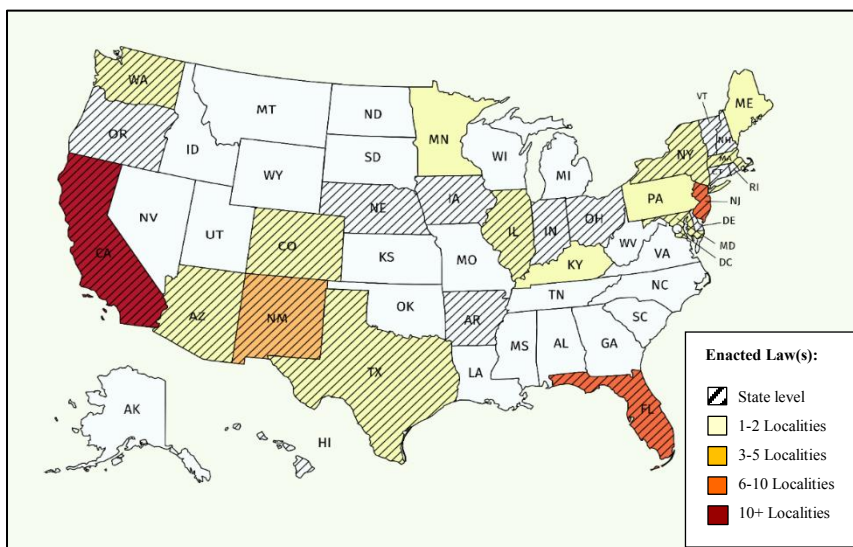 WA
OR
CA
ID
NV
MT
WY
UT
CO
AZ
NM
ND
SD
NE
KS
OK
TX
MN
IA
MO
AR
LA
WI
IL
MI
IN
OH
KY
TN
MS
AL
GA
WV
VA
NC
SC
FL
PA
NY
VT
NH
ME
MA
CT
RI
NJ
DE
MD
DC
AK
HI
Enacted Law(s):
State level
1-2 Localities
3-5 Localities
6-10 Localities
10+ Localities